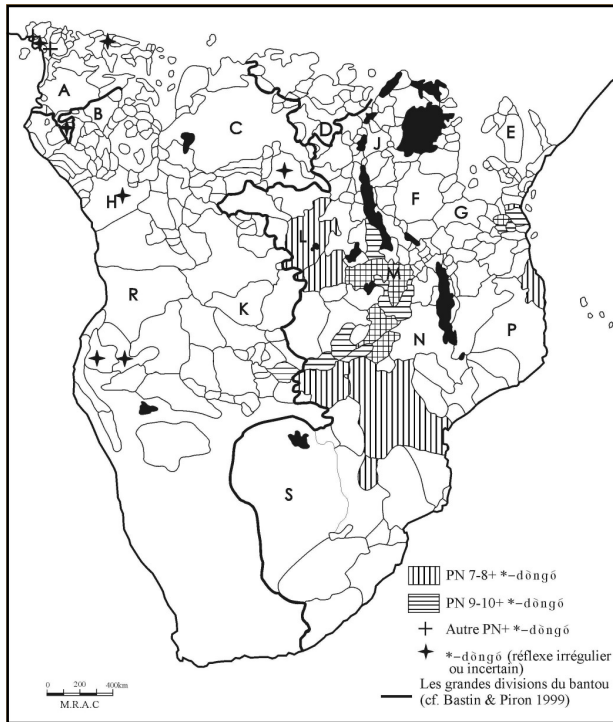 A
B
C
D
E
J
F
G
H
L
M
R
K
N
P
S
PN 7-8+ *-dòngó
PN 9-10+ *-dòngó
Autre PN+ *-dòngó
*-dòngó (réflexe irrégulier
ou incertain)
Les grandes divisions du bantou
(cf. Bastin & Piron 1999)
0 200 400km
M.R.A.C